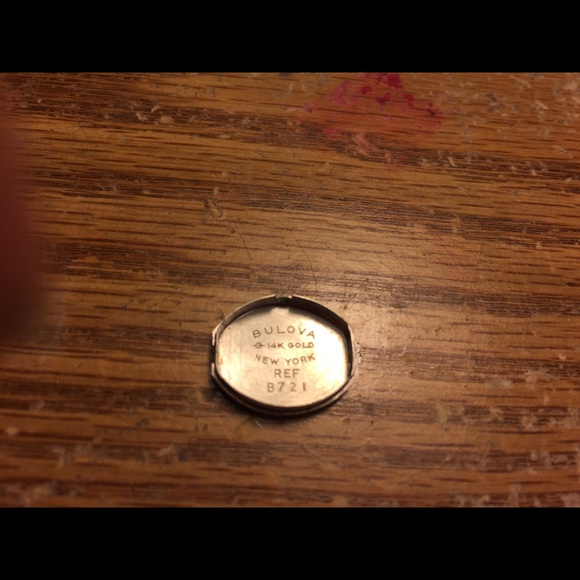 BULOVA
14K GOLD
NEW YORK
REF
B721